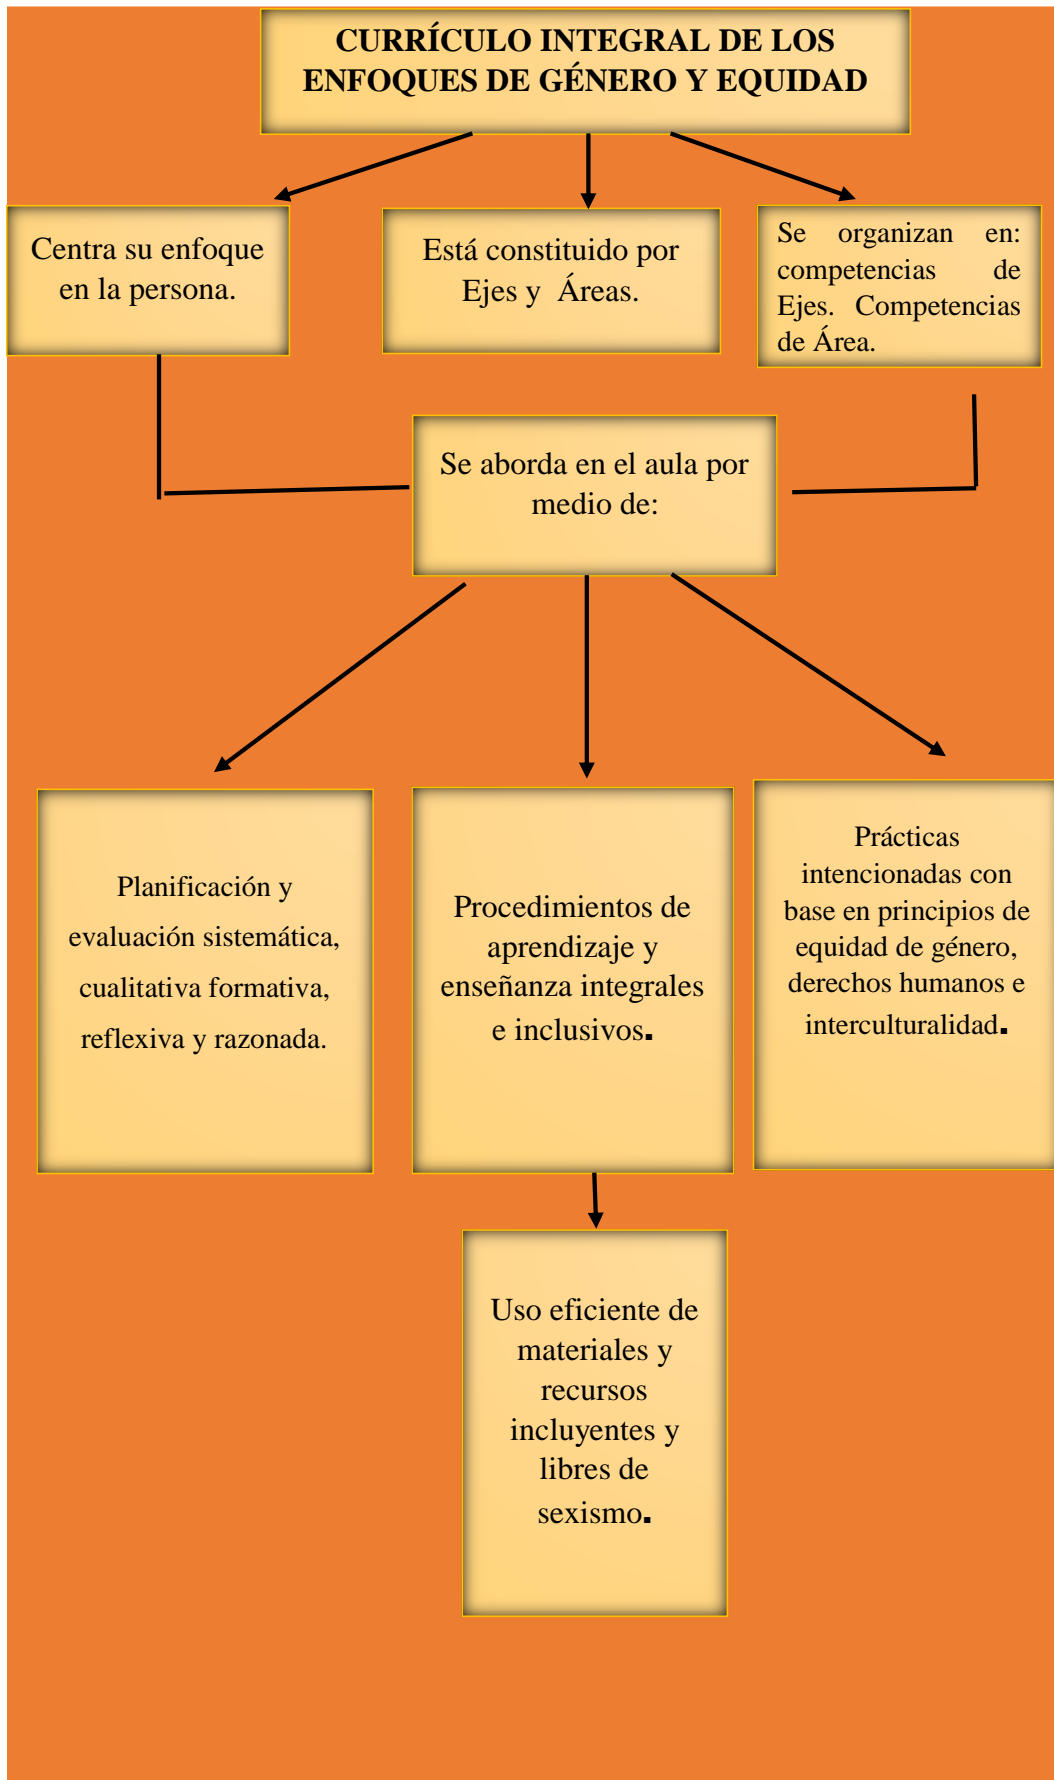 CURRÍCULO INTEGRAL DE LOS
ENFOQUES DE GÉNERO Y EQUIDAD
Centra su enfoque
en la persona.
Está constituido por
Ejes y Áreas.
Se organizan en:
competencias de
Ejes. Competencias
de Área.
Se aborda en el aula por
medio de:
Planificación y
evaluación sistemática,
cualitativa formativa,
reflexiva y razonada.
Procedimientos de
aprendizaje y
enseñanza integrales
e inclusivos.
Prácticas
intencionadas con
base en principios de
equidad de género,
derechos humanos e
interculturalidad.
Uso eficiente de
materiales y
recursos
incluyentes y
libres de
sexismo.